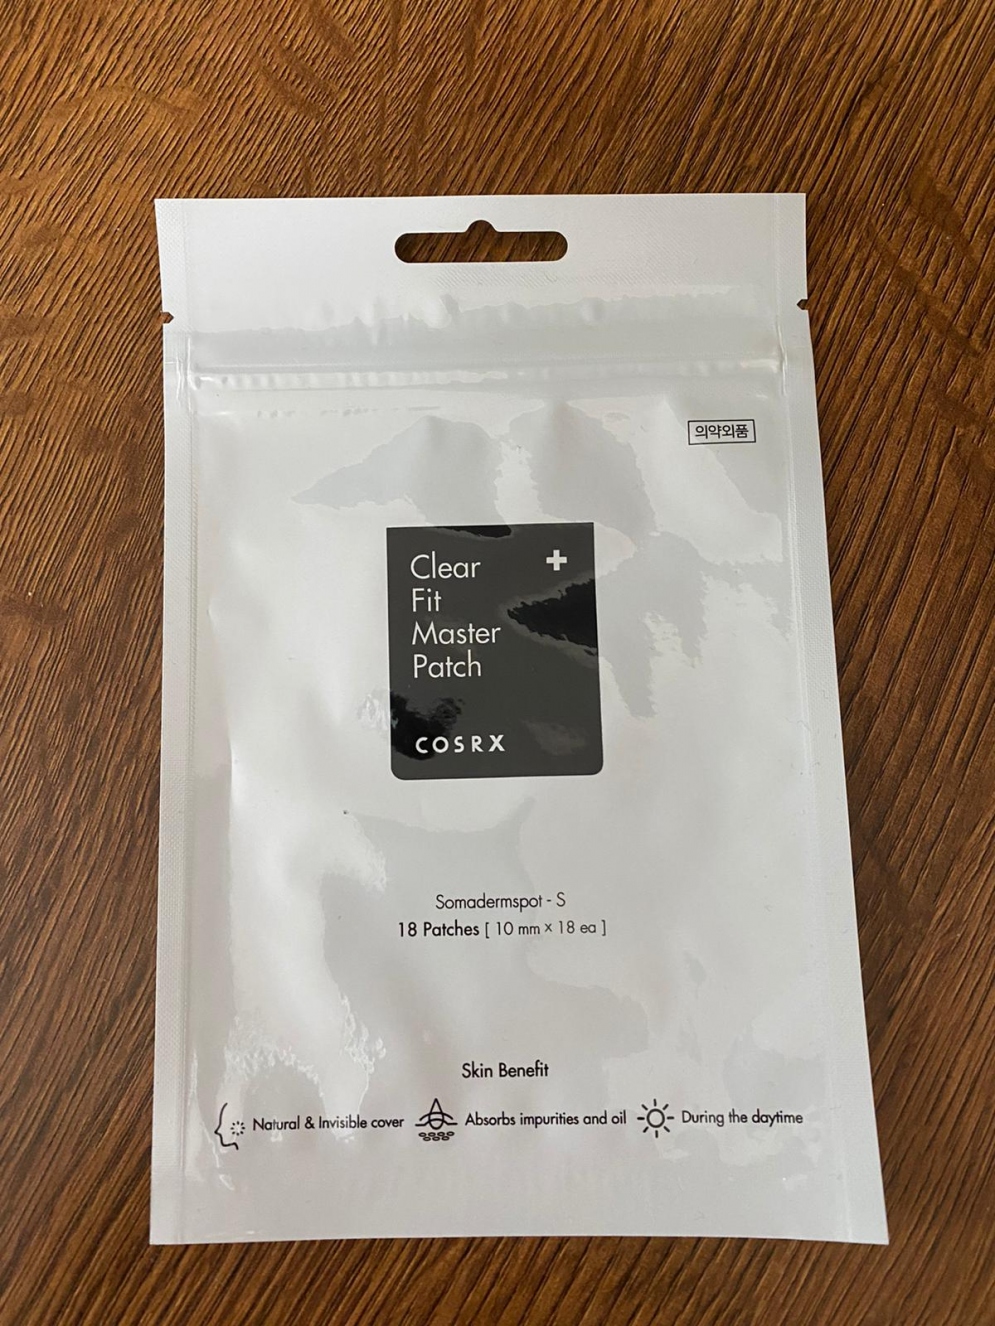 의약외품
Clear
Fit
Master
Patch
COSRX
Somadermspot - S
18 Patches [ 10 mm × 18 ea ]
Skin Benefit
Natural & Invisible cover Absorbs impurities and oil During the daytime